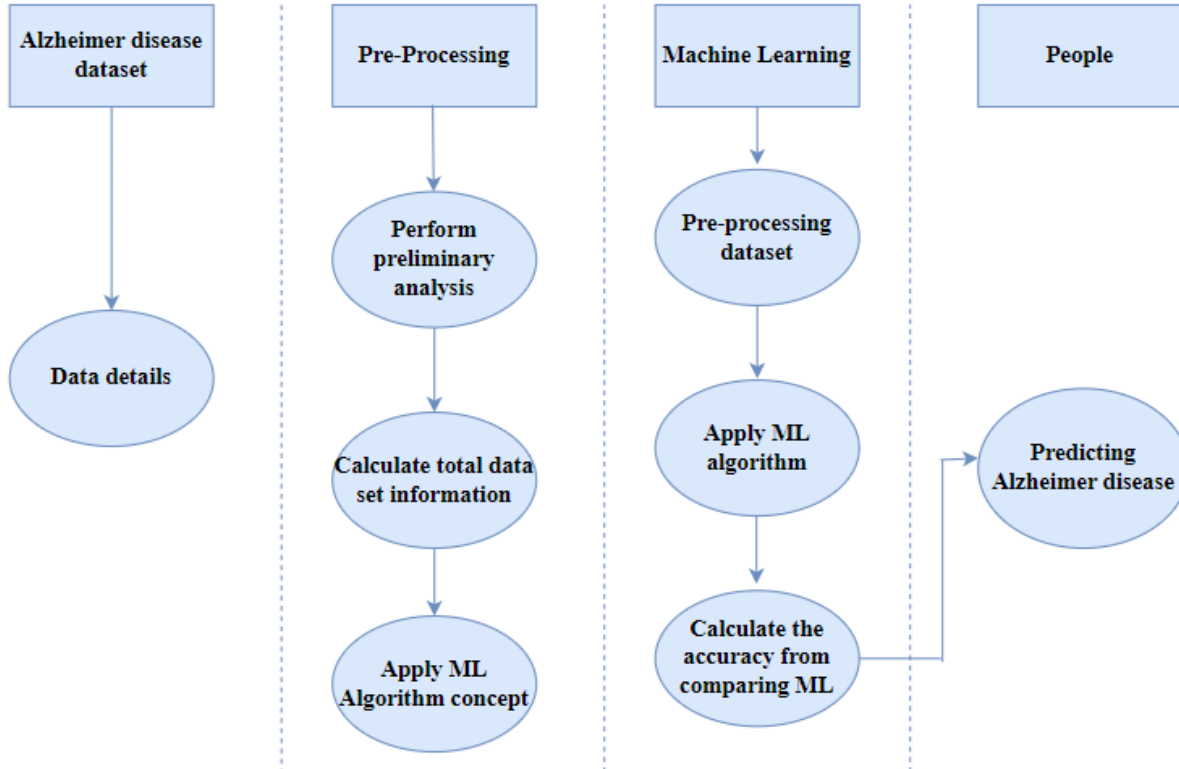 Alzheimer disease
dataset
Data details
Pre-Processing
Perform
preliminary
analysis
Calculate total data
set information
Apply ML
Algorithm concept
Machine Learning
Pre-processing
dataset
Apply ML
algorithm
Calculate the
accuracy from
comparing ML
People
Predicting
Alzheimer disease